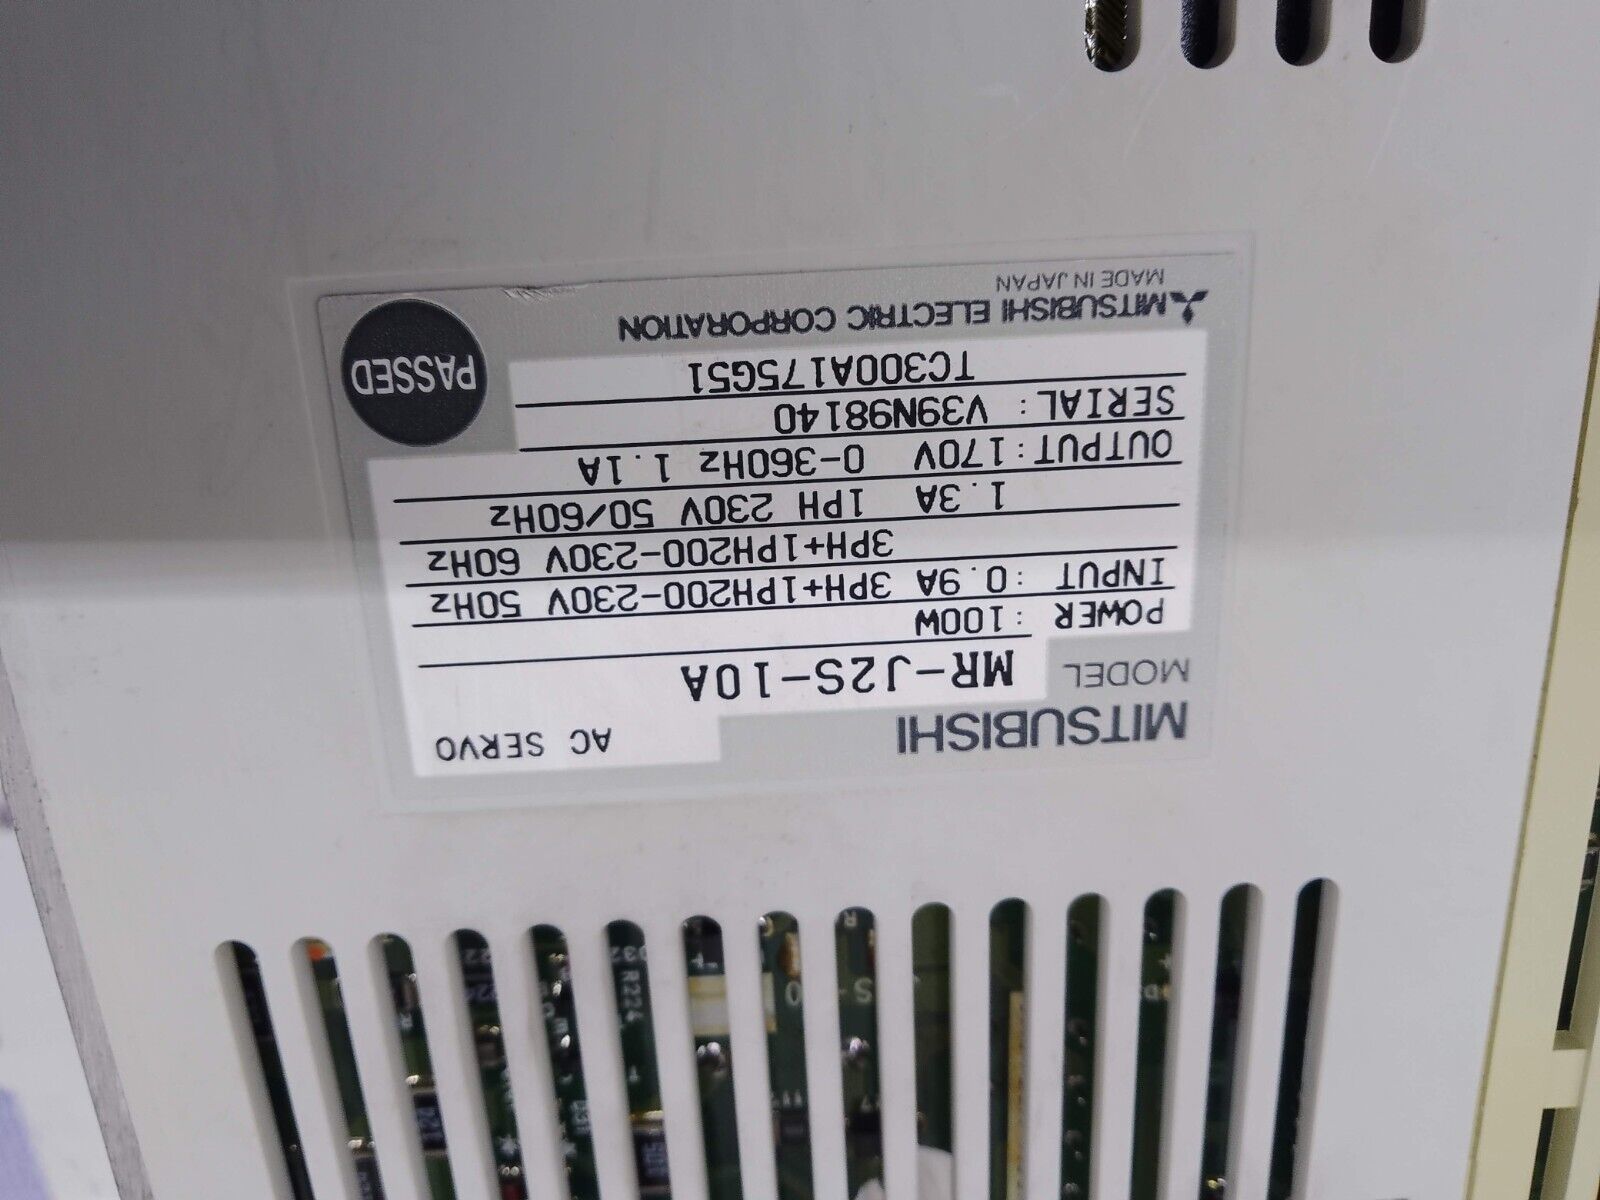 MITSUBISHI AC SERVO
MODEL MR-J2S-10A
POWER : 100W
INPUT : 0.9A 3PH+1PH200-230V 50Hz
3PH+1PH200-230V 60Hz
1.3A 1PH 230V 50/60Hz
OUTPUT: 170V 0-360Hz 1.1A
SERIAL: V39N98140
TC300A175G51
PASSED
MITSUBISHI ELECTRIC CORPORATION
MADE IN JAPAN
R224